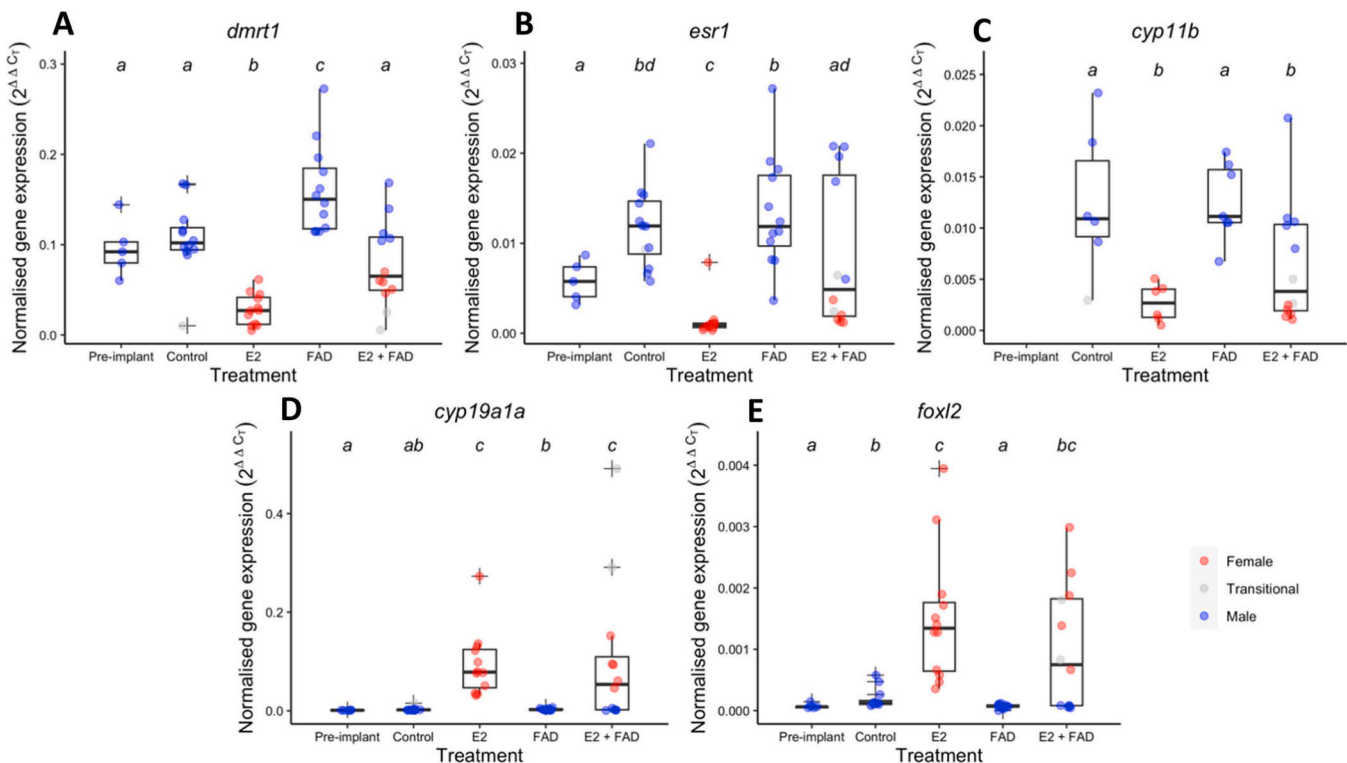 A
dmrt1
Normalised gene expression (2^ΔΔC_T)
0.3
0.2
0.1
0.0
a a b c a
Pre-implant Control E2 FAD E2 + FAD
Treatment
B
esr1
Normalised gene expression (2^ΔΔC_T)
0.03
0.02
0.01
0.00
a bd c b ad
Pre-implant Control E2 FAD E2 + FAD
Treatment
C
cyp11b
Normalised gene expression (2^ΔΔC_T)
0.025
0.020
0.015
0.010
0.005
0.000
a b a b
Pre-implant Control E2 FAD E2 + FAD
Treatment
D
cyp19a1a
Normalised gene expression (2^ΔΔC_T)
0.4
0.2
0.0
a ab c b c
Pre-implant Control E2 FAD E2 + FAD
Treatment
E
foxl2
Normalised gene expression (2^ΔΔC_T)
0.004
0.003
0.002
0.001
0.000
a b c a bc
Pre-implant Control E2 FAD E2 + FAD
Treatment
Female
Transitional
Male